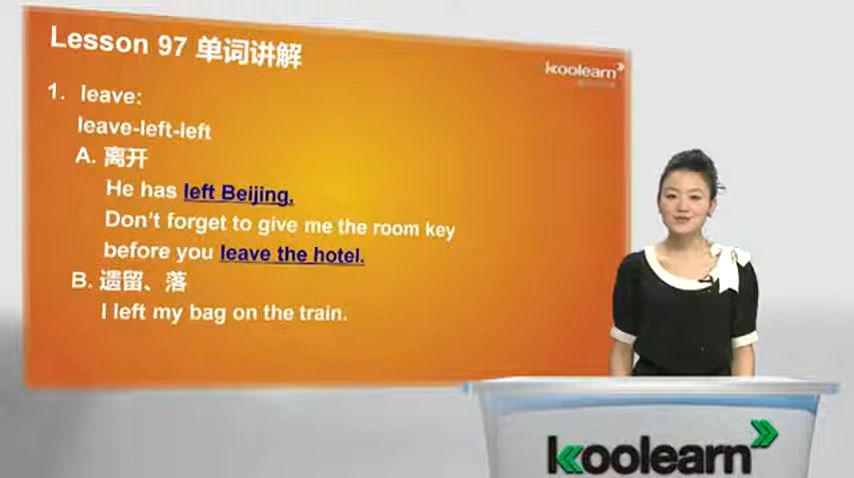 Lesson 97 单词讲解
koolearn
1. leave:
leave-left-left
A. 离开
He has left Beijing.
Don't forget to give me the room key
before you leave the hotel.
B. 遗留、落
I left my bag on the train.
koolearn